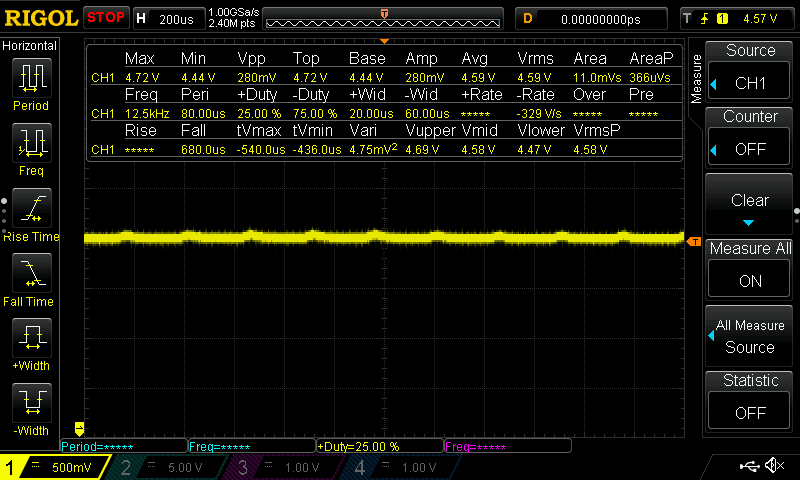 RIGOL STOP H 200us 1.00GSa/s 2.40M pts T D 0.00000000ps T 1 4.57 V
Horizontal
Period
Freq
Rise Time
Fall Time
+Width
-Width
Max Min Vpp Top Base Amp Avg Vrms Area AreaP
CH1 4.72 V 4.44 V 280mV 4.72 V 4.44 V 280mV 4.59 V 4.59 V 11.0mVs 366uVs
Freq Peri +Duty -Duty +Wid -Wid +Rate -Rate Over Pre
CH1 12.5kHz 80.00us 25.00 % 75.00 % 20.00us 60.00us ***** -329 V/s ***** *****
Rise Fall tVmax tVmin Vari Vupper Vmid Vlower VrmsP
CH1 ***** 680.0us -540.0us -436.0us 4.75mV² 4.69 V 4.58 V 4.47 V 4.58 V
T
Measure
Source
CH1
Counter
OFF
Clear
Measure All
ON
All Measure
Source
Statistic
OFF
Period=***** Freq=***** +Duty=25.00 % Freq=*****
1 500mV 2 5.00 V 3 1.00 V 4 1.00 V